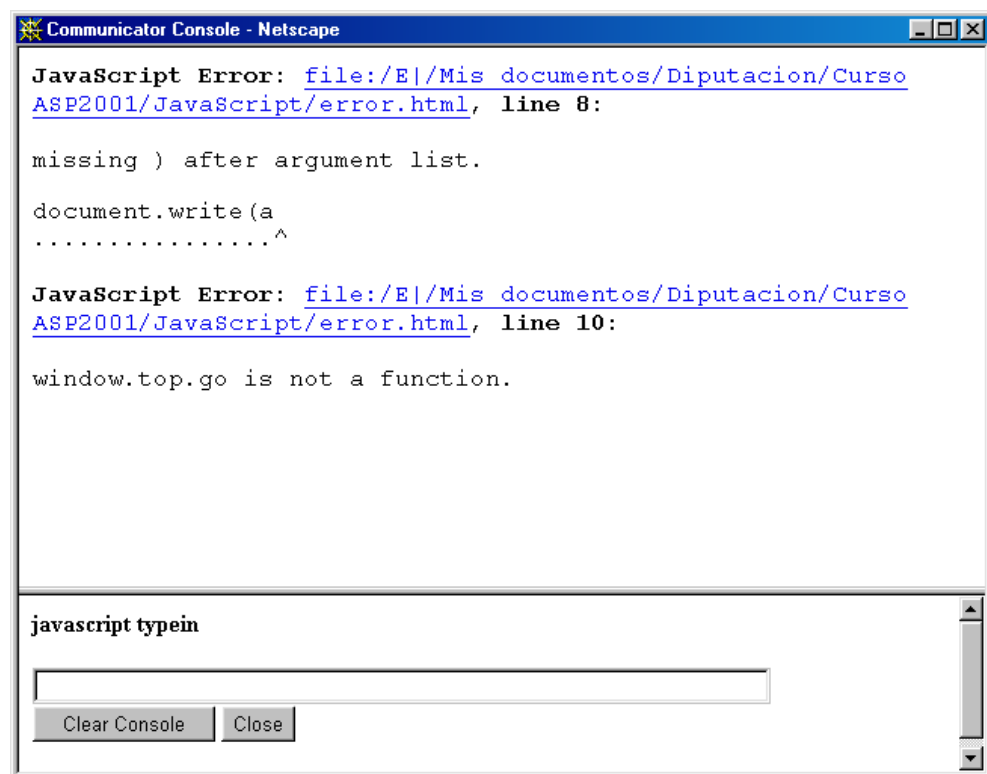 Communicator Console - Netscape
JavaScript Error: file:/E|/Mis documentos/Diputacion/Curso
ASP2001/JavaScript/error.html, line 8:
missing ) after argument list.
document.write(a
................^
JavaScript Error: file:/E|/Mis documentos/Diputacion/Curso
ASP2001/JavaScript/error.html, line 10:
window.top.go is not a function.
javascript typein
Clear Console Close